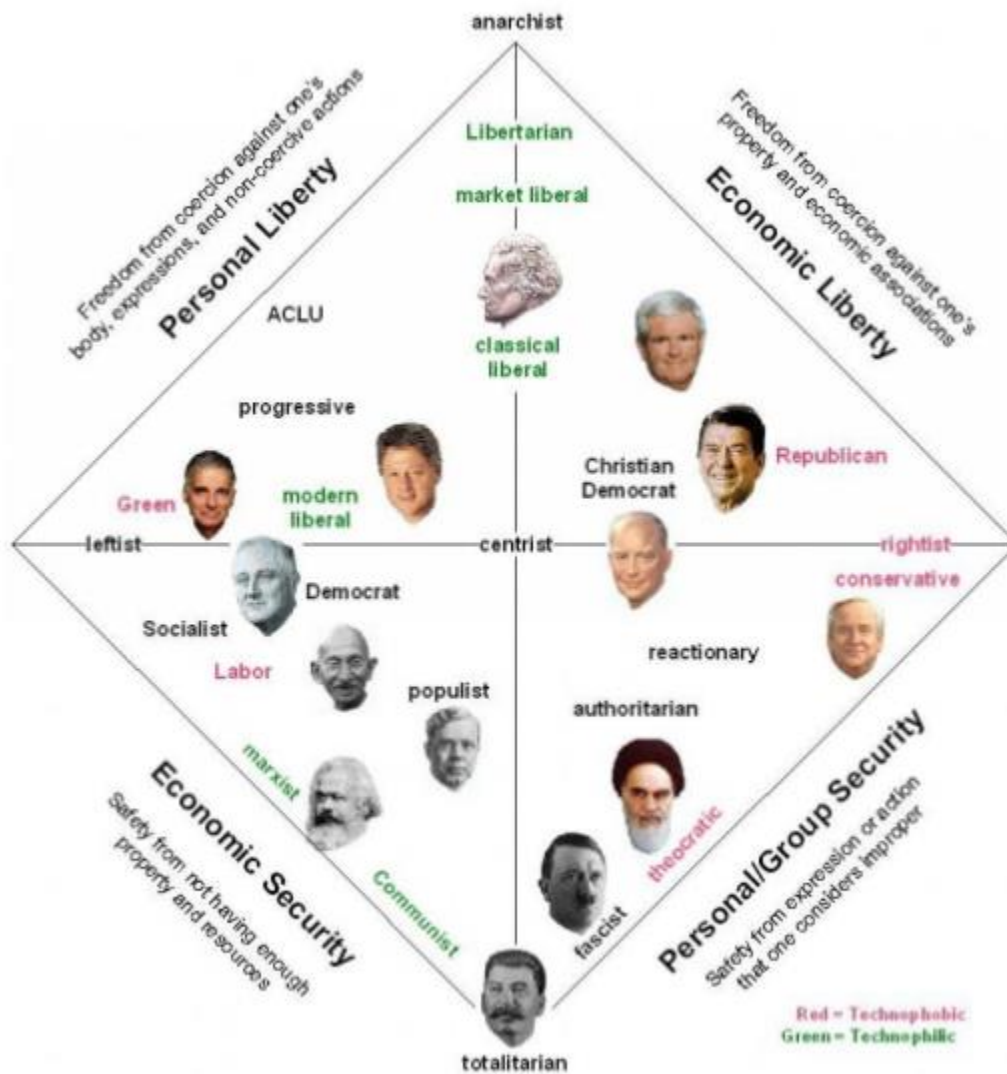 anarchist
Freedom from coercion against one's
body, expressions, and non-coercive actions
Personal Liberty
Freedom from coercion against one's
property and economic associations
Economic Liberty
Libertarian
market liberal
ACLU
classical
liberal
progressive
Green
modern
liberal
Christian
Democrat
Republican
leftist
centrist
rightist
conservative
Democrat
Socialist
Labor
populist
reactionary
authoritarian
marxist
Communist
theocratic
fascist
Economic Security
Safety from not having enough
property and resources
Personal/Group Security
Safety from expression or action
that one considers improper
totalitarian
Red = Technophobic
Green = Technophilic